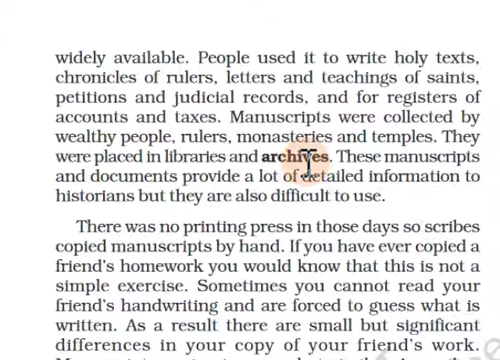 widely available. People used it to write holy texts,
chronicles of rulers, letters and teachings of saints,
petitions and judicial records, and for registers of
accounts and taxes. Manuscripts were collected by
wealthy people, rulers, monasteries and temples. They
were placed in libraries and archives. These manuscripts
and documents provide a lot of detailed information to
historians but they are also difficult to use.
There was no printing press in those days so scribes
copied manuscripts by hand. If you have ever copied a
friend's homework you would know that this is not a
simple exercise. Sometimes you cannot read your
friend's handwriting and are forced to guess what is
written. As a result there are small but significant
differences in your copy of your friend's work.